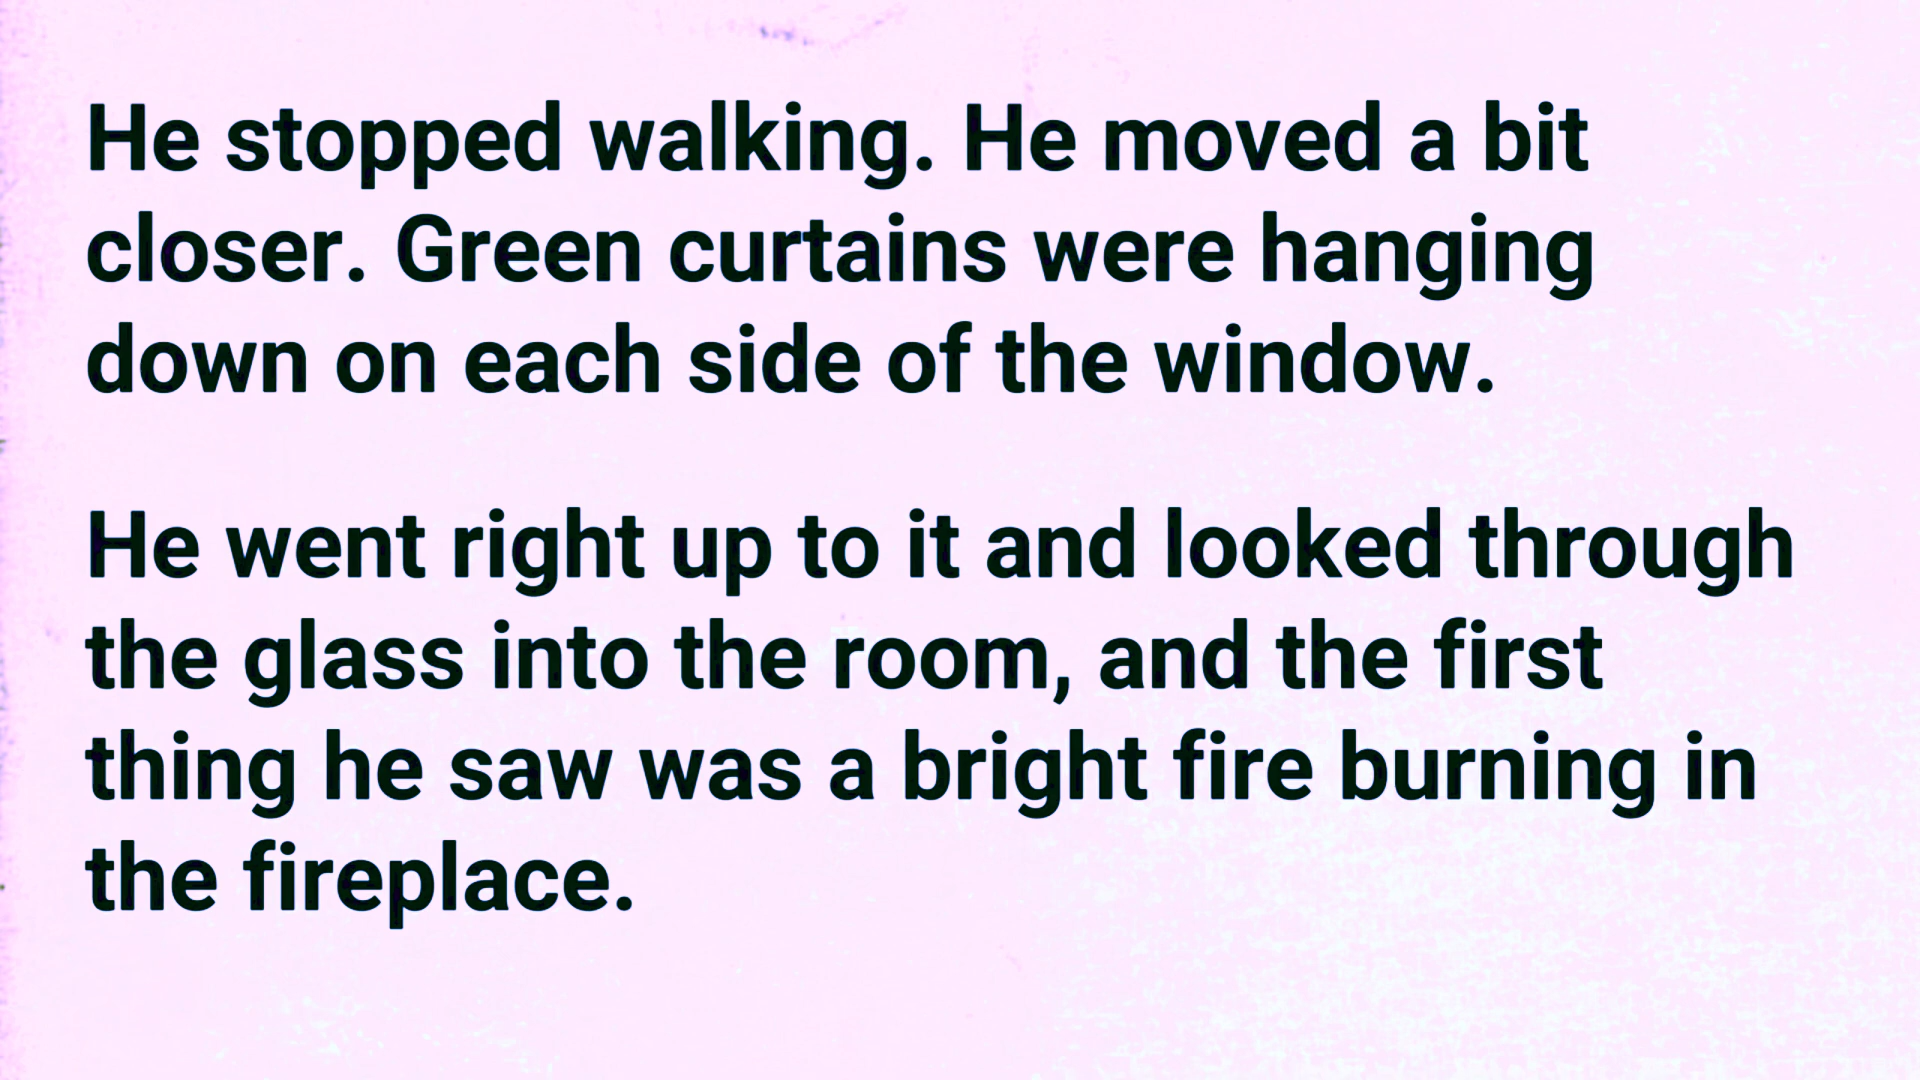 He stopped walking. He moved a bit
closer. Green curtains were hanging
down on each side of the window.
He went right up to it and looked through
the glass into the room, and the first
thing he saw was a bright fire burning in
the fireplace.